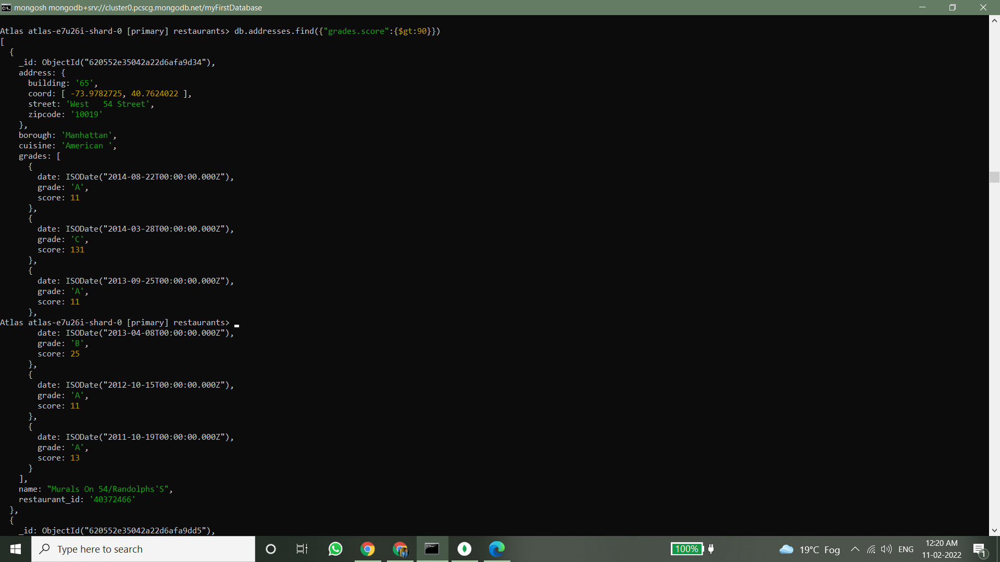 mongosh mongodb+srv://cluster0.pcscg.mongodb.net/myFirstDatabase
Atlas atlas-e7u26i-shard-0 [primary] restaurants> db.addresses.find({"grades.score":{$gt:90}})
[
  {
    _id: ObjectId("620552e35042a22d6afa9d34"),
    address: {
      building: '65',
      coord: [ -73.9782725, 40.7624022 ],
      street: 'West   54 Street',
      zipcode: '10019'
    },
    borough: 'Manhattan',
    cuisine: 'American ',
    grades: [
      {
        date: ISODate("2014-08-22T00:00:00.000Z"),
        grade: 'A',
        score: 11
      },
      {
        date: ISODate("2014-03-28T00:00:00.000Z"),
        grade: 'C',
        score: 131
      },
      {
        date: ISODate("2013-09-25T00:00:00.000Z"),
        grade: 'A',
        score: 11
      },
Atlas atlas-e7u26i-shard-0 [primary] restaurants>
        date: ISODate("2013-04-08T00:00:00.000Z"),
        grade: 'B',
        score: 25
      },
      {
        date: ISODate("2012-10-15T00:00:00.000Z"),
        grade: 'A',
        score: 11
      },
      {
        date: ISODate("2011-10-19T00:00:00.000Z"),
        grade: 'A',
        score: 13
      }
    ],
    name: "Murals On 54/Randolphs'S",
    restaurant_id: '40372466'
  },
  {
    _id: ObjectId("620552e35042a22d6afa9dd5"),
Type here to search
100%
19°C Fog
ENG
12:20 AM
11-02-2022
1